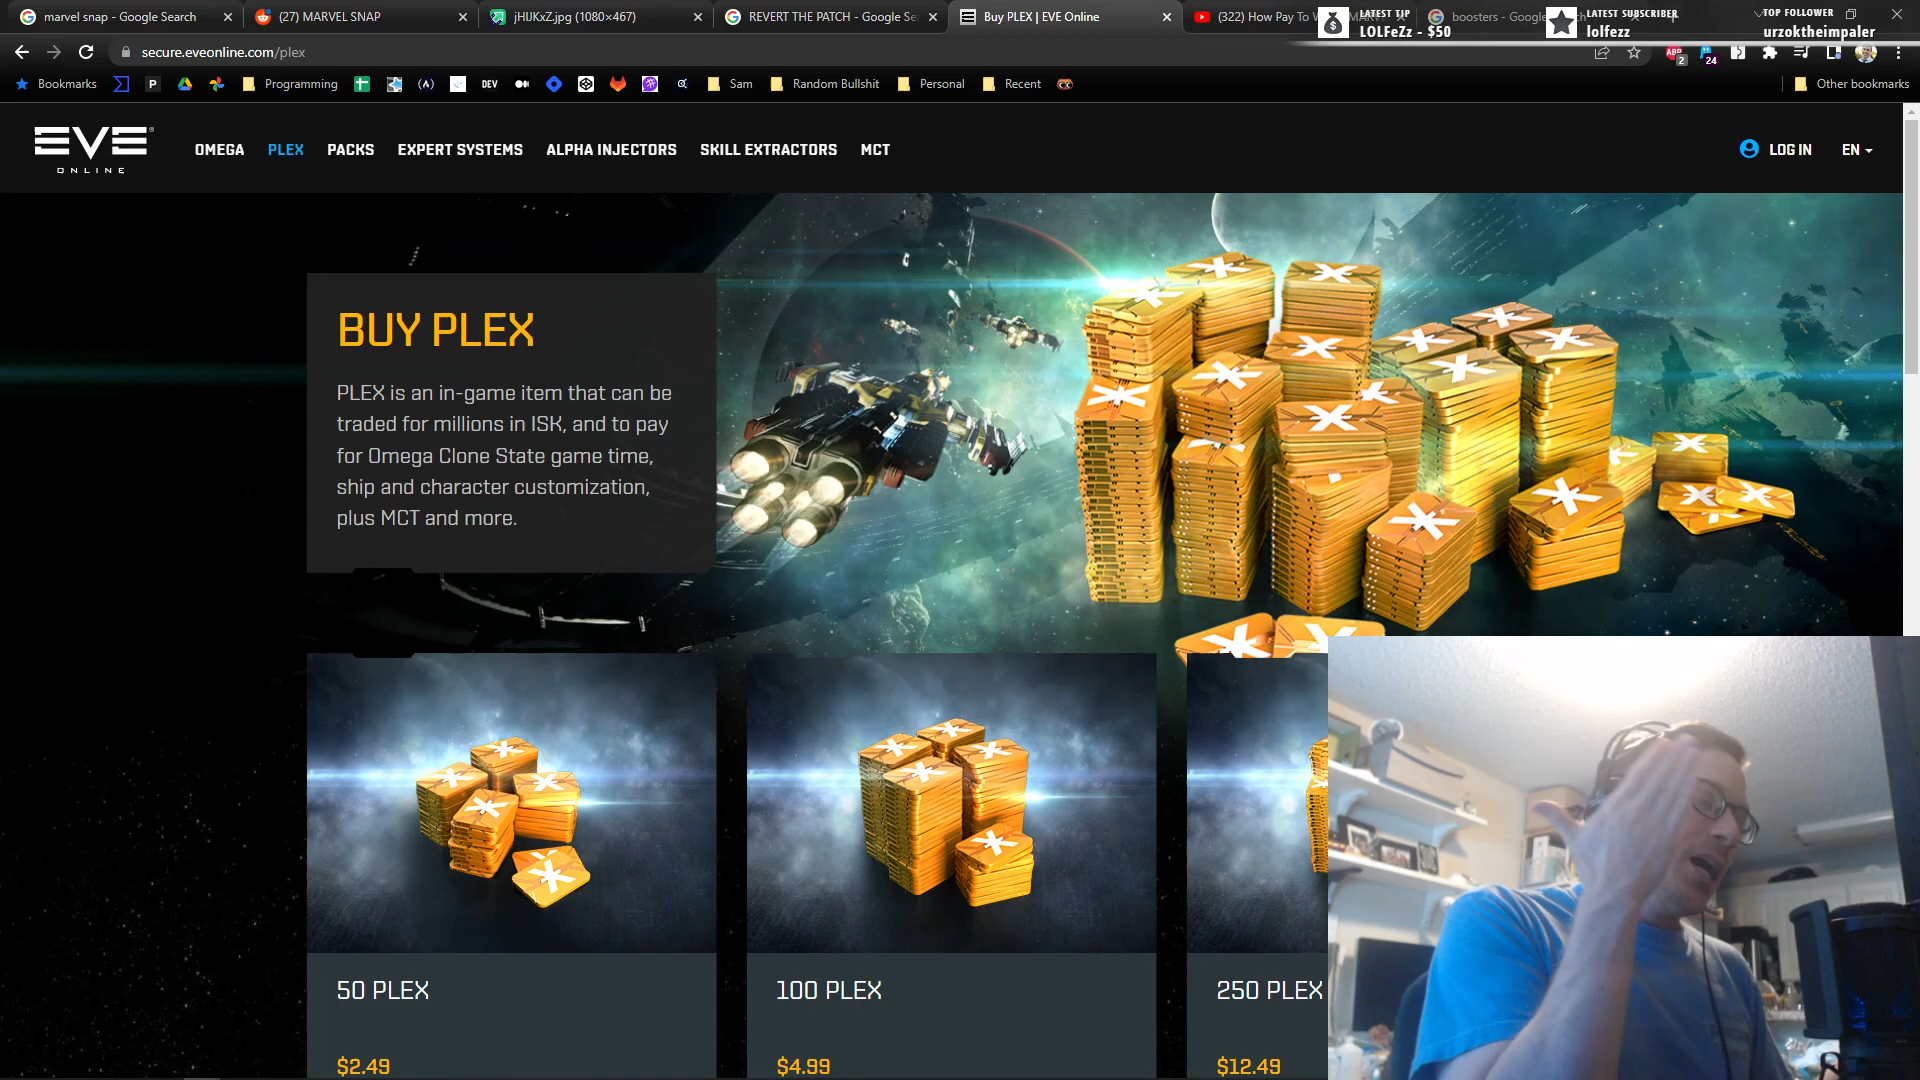 marvel snap - Google Search
(27) MARVEL SNAP
jHJKxZ.jpg (1080×467)
REVERT THE PATCH - Google Se
Buy PLEX | EVE Online
(322) How Pay To
boosters - Google
LATEST TIP
LOLFeZz - $50
LATEST SUBSCRIBER
lolfezz
TOP FOLLOWER
urzoktheimpaler
secure.eveonline.com/plex
ABP
2
24
Bookmarks
P
Programming
DEV
Sam
Random Bullshit
Personal
Recent
Other bookmarks
EVE
ONLINE
OMEGA
PLEX
PACKS
EXPERT SYSTEMS
ALPHA INJECTORS
SKILL EXTRACTORS
MCT
LOG IN
EN
BUY PLEX
PLEX is an in-game item that can be
traded for millions in ISK, and to pay
for Omega Clone State game time,
ship and character customization,
plus MCT and more.
50 PLEX
100 PLEX
250 PLEX
$2.49
$4.99
$12.49